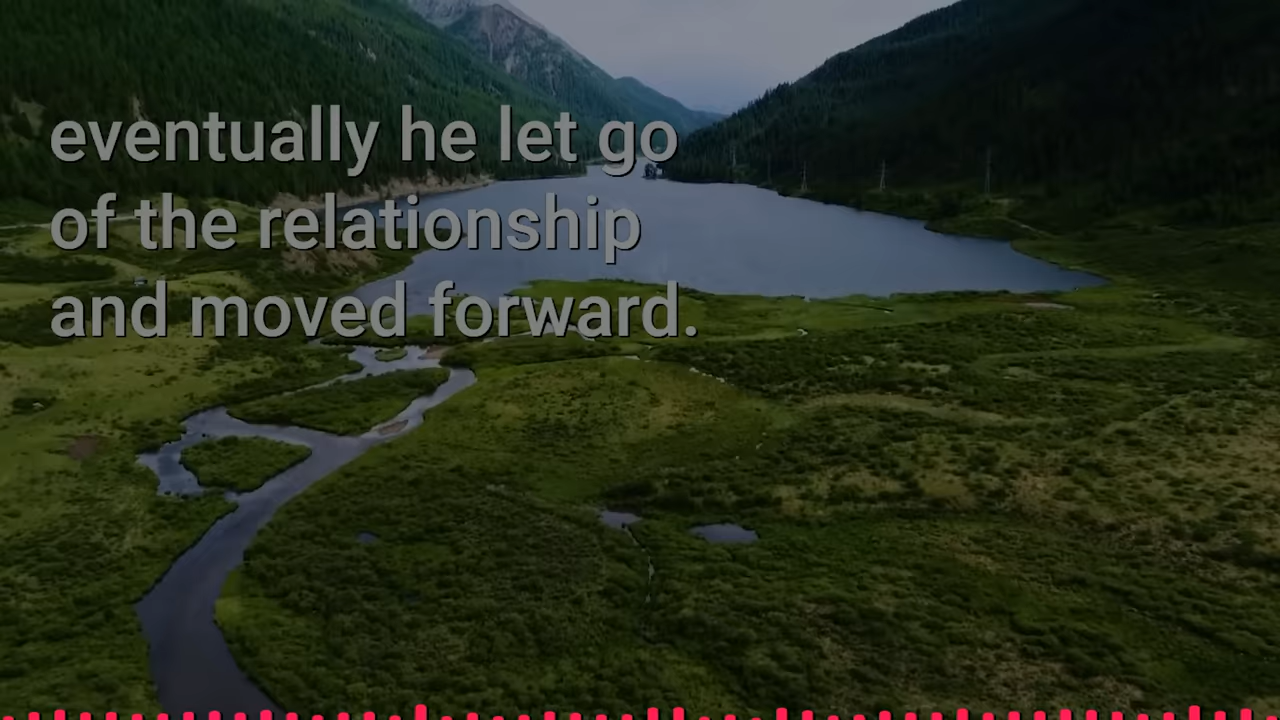 eventually he let go
of the relationship
and moved forward.